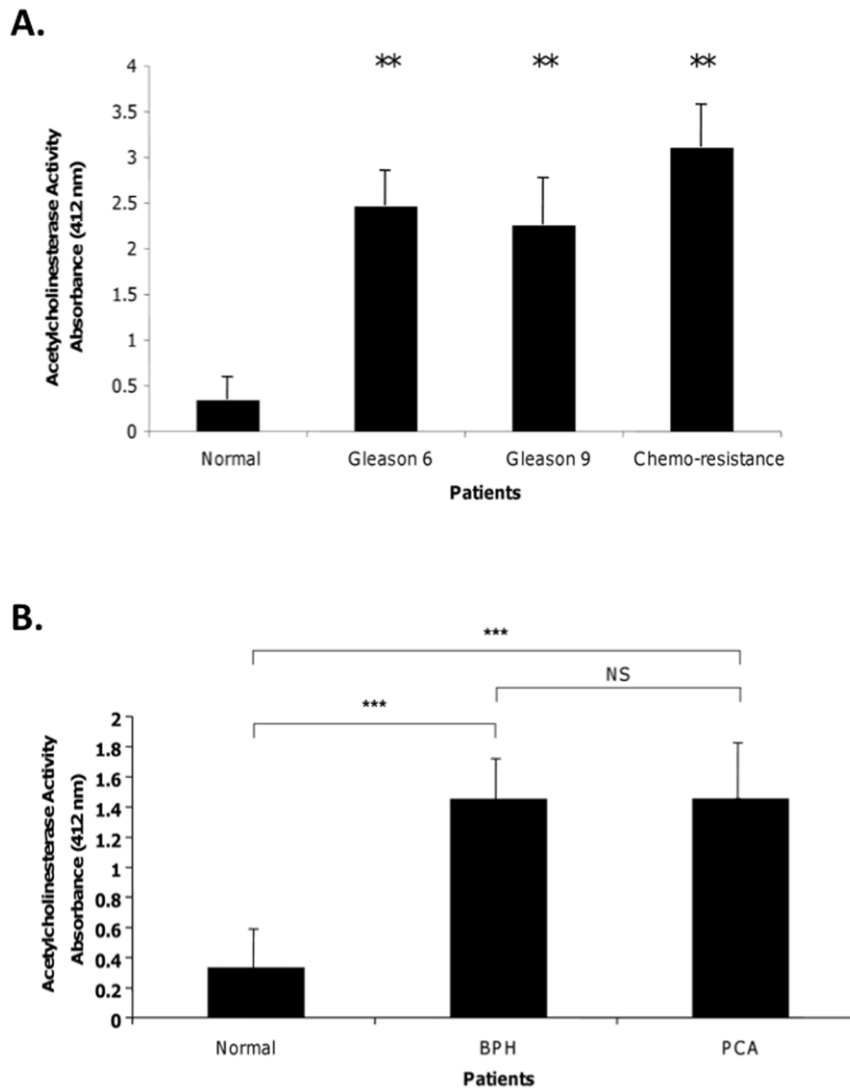 A.
Acetylcholinesterase Activity
Absorbance (412 nm)
4
3.5
3
2.5
2
1.5
1
0.5
0
** ** **
Normal Gleason 6 Gleason 9 Chemo-resistance
Patients
B.
Acetylcholinesterase Activity
Absorbance (412 nm)
***
NS
***
2
1.8
1.6
1.4
1.2
1
0.8
0.6
0.4
0.2
0
Normal BPH PCA
Patients